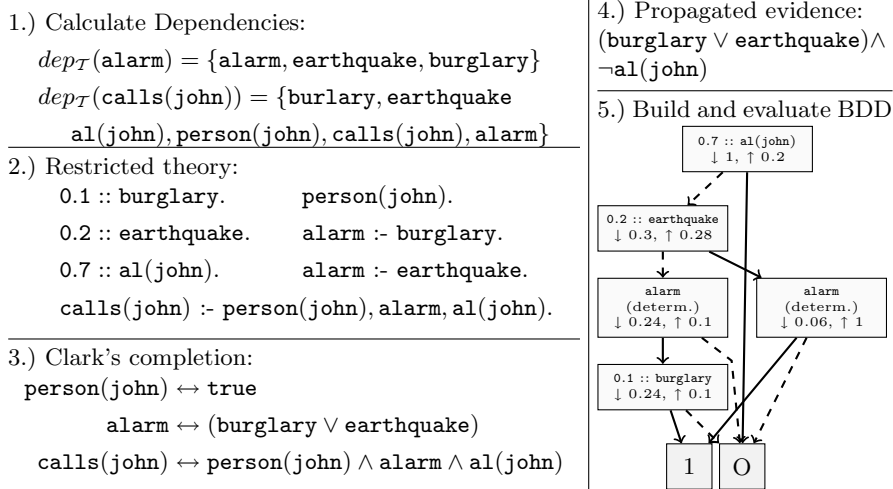 1.) Calculate Dependencies:
dep𝒯(alarm) = {alarm, earthquake, burglary}
dep𝒯(calls(john)) = {burlary, earthquake
al(john), person(john), calls(john), alarm}
2.) Restricted theory:
0.1 :: burglary. person(john).
0.2 :: earthquake. alarm :- burglary.
0.7 :: al(john). alarm :- earthquake.
calls(john) :- person(john), alarm, al(john).
3.) Clark's completion:
person(john) ↔ true
alarm ↔ (burglary ∨ earthquake)
calls(john) ↔ person(john) ∧ alarm ∧ al(john)
4.) Propagated evidence:
(burglary ∨ earthquake)∧
¬al(john)
5.) Build and evaluate BDD
0.7 :: al(john)
↓ 1, ↑ 0.2
0.2 :: earthquake
↓ 0.3, ↑ 0.28
alarm
(determ.)
↓ 0.24, ↑ 0.1
alarm
(determ.)
↓ 0.06, ↑ 1
0.1 :: burglary
↓ 0.24, ↑ 0.1
1
O